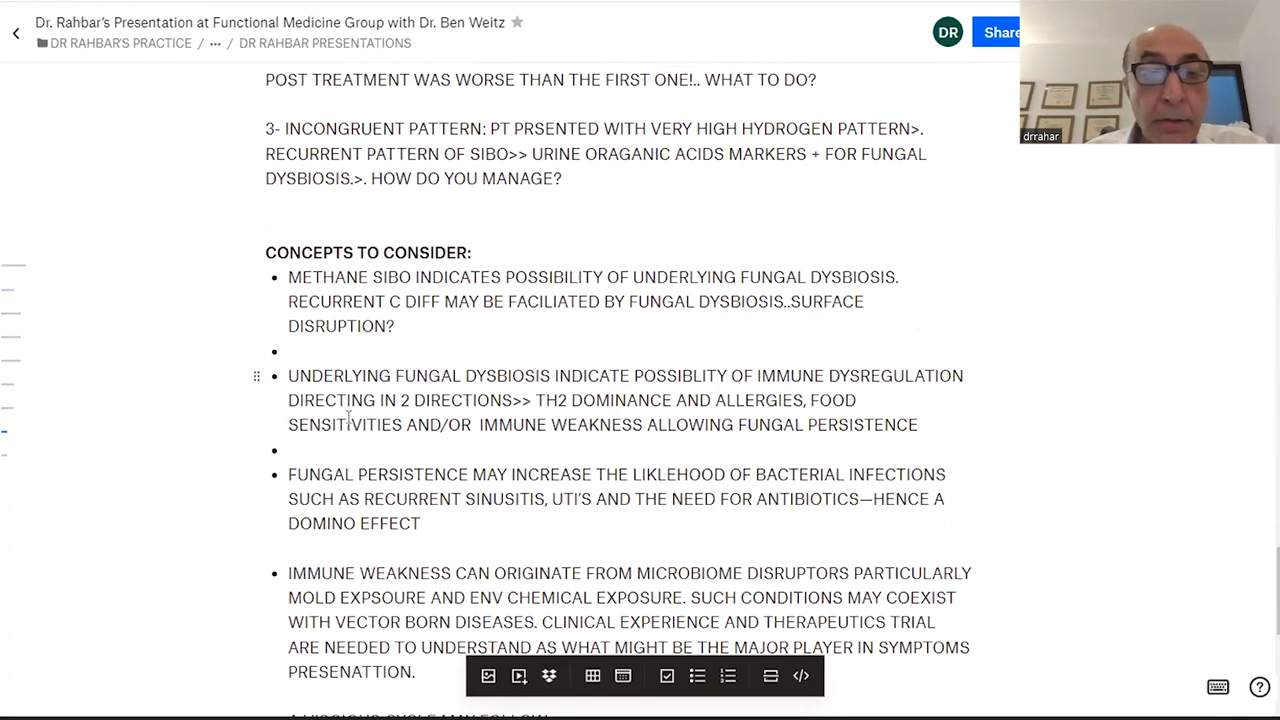 Dr. Rahbar's Presentation at Functional Medicine Group with Dr. Ben Weitz
DR RAHBAR'S PRACTICE / ••• / DR RAHBAR PRESENTATIONS
DR
Share
drrahar
POST TREATMENT WAS WORSE THAN THE FIRST ONE!.. WHAT TO DO?
3- INCONGRUENT PATTERN: PT PRSENTED WITH VERY HIGH HYDROGEN PATTERN>.
RECURRENT PATTERN OF SIBO>> URINE ORAGANIC ACIDS MARKERS + FOR FUNGAL
DYSBIOSIS.>. HOW DO YOU MANAGE?
CONCEPTS TO CONSIDER:
• METHANE SIBO INDICATES POSSIBILITY OF UNDERLYING FUNGAL DYSBIOSIS.
RECURRENT C DIFF MAY BE FACILIATED BY FUNGAL DYSBIOSIS..SURFACE
DISRUPTION?
•
• UNDERLYING FUNGAL DYSBIOSIS INDICATE POSSIBLITY OF IMMUNE DYSREGULATION
DIRECTING IN 2 DIRECTIONS>> TH2 DOMINANCE AND ALLERGIES, FOOD
SENSITIVITIES AND/OR IMMUNE WEAKNESS ALLOWING FUNGAL PERSISTENCE
•
• FUNGAL PERSISTENCE MAY INCREASE THE LIKLEHOOD OF BACTERIAL INFECTIONS
SUCH AS RECURRENT SINUSITIS, UTI'S AND THE NEED FOR ANTIBIOTICS—HENCE A
DOMINO EFFECT
• IMMUNE WEAKNESS CAN ORIGINATE FROM MICROBIOME DISRUPTORS PARTICULARLY
MOLD EXPSOURE AND ENV CHEMICAL EXPOSURE. SUCH CONDITIONS MAY COEXIST
WITH VECTOR BORN DISEASES. CLINICAL EXPERIENCE AND THERAPEUTICS TRIAL
ARE NEEDED TO UNDERSTAND AS WHAT MIGHT BE THE MAJOR PLAYER IN SYMPTOMS
PRESENATTION.